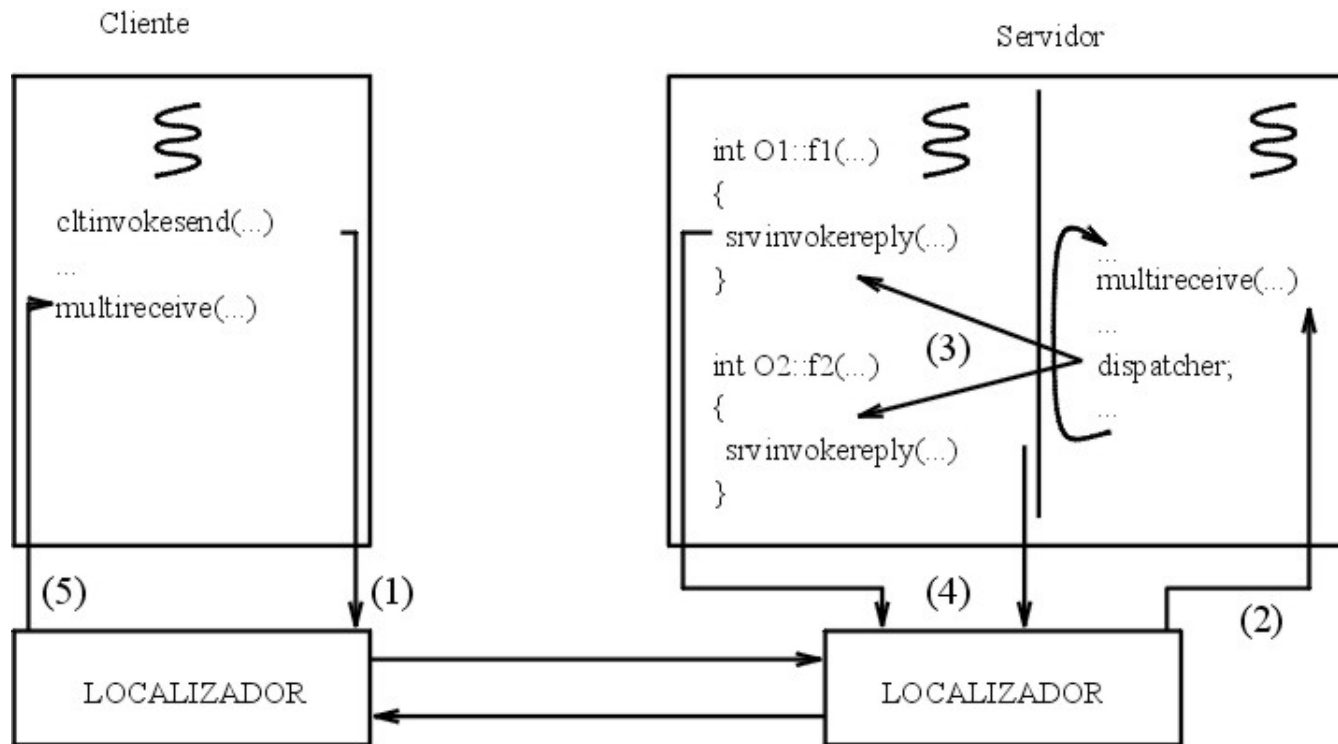 Cliente
cltinvokesend(...)
...
multireceive(...)
(5)
(1)
LOCALIZADOR
Servidor
int O1::f1(...)
{
srvinvokereply(...)
}
int O2::f2(...)
{
srvinvokereply(...)
}
(3)
...
multireceive(...)
...
dispatcher;
...
(4)
(2)
LOCALIZADOR